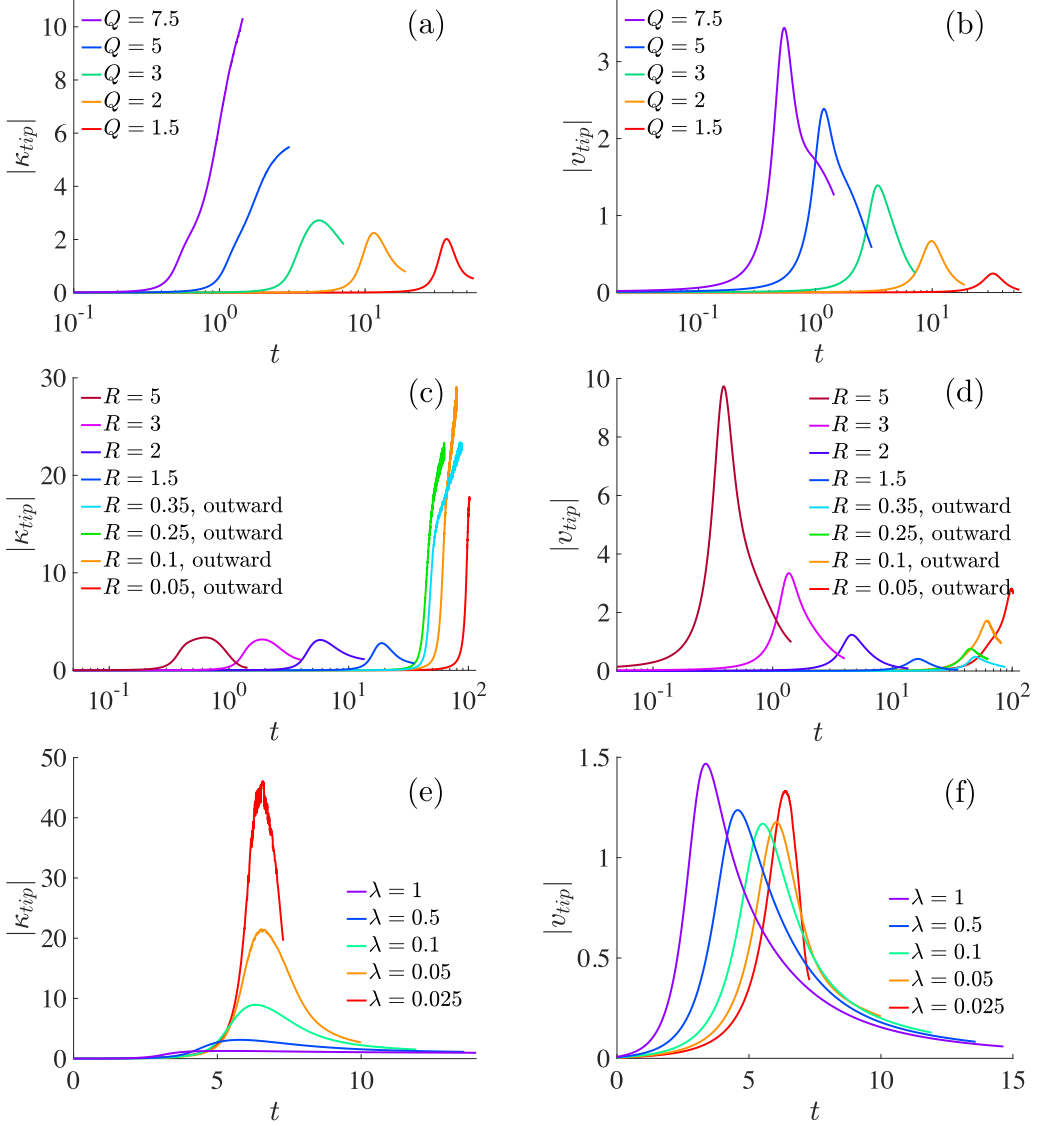 (a)
|κ_tip|
10
8
6
4
2
0
Q = 7.5
Q = 5
Q = 3
Q = 2
Q = 1.5
10^-1 10^0 10^1
t
(b)
|v_tip|
3
2
1
0
Q = 7.5
Q = 5
Q = 3
Q = 2
Q = 1.5
10^-1 10^0 10^1
t
(c)
|κ_tip|
30
20
10
0
R = 5
R = 3
R = 2
R = 1.5
R = 0.35, outward
R = 0.25, outward
R = 0.1, outward
R = 0.05, outward
10^-1 10^0 10^1 10^2
t
(d)
|v_tip|
10
8
6
4
2
0
R = 5
R = 3
R = 2
R = 1.5
R = 0.35, outward
R = 0.25, outward
R = 0.1, outward
R = 0.05, outward
10^-1 10^0 10^1 10^2
t
(e)
|κ_tip|
50
40
30
20
10
0
λ = 1
λ = 0.5
λ = 0.1
λ = 0.05
λ = 0.025
0 5 10
t
(f)
|v_tip|
1.5
1
0.5
0
λ = 1
λ = 0.5
λ = 0.1
λ = 0.05
λ = 0.025
0 5 10 15
t